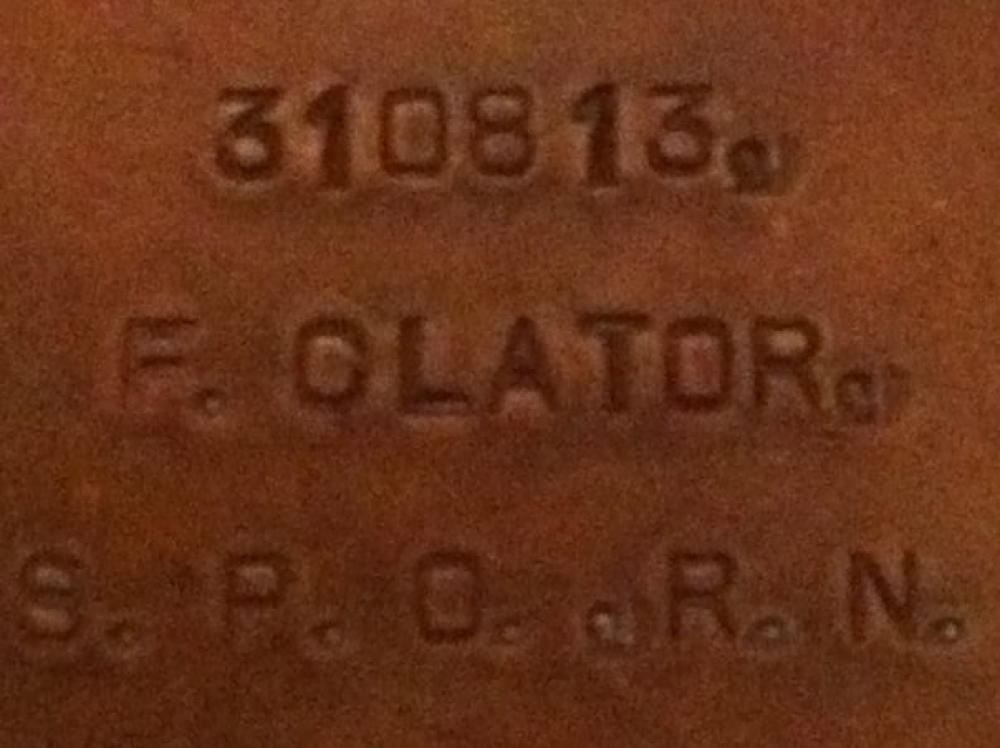 310813.
F. CLATOR.
S. P. O. . R. N.